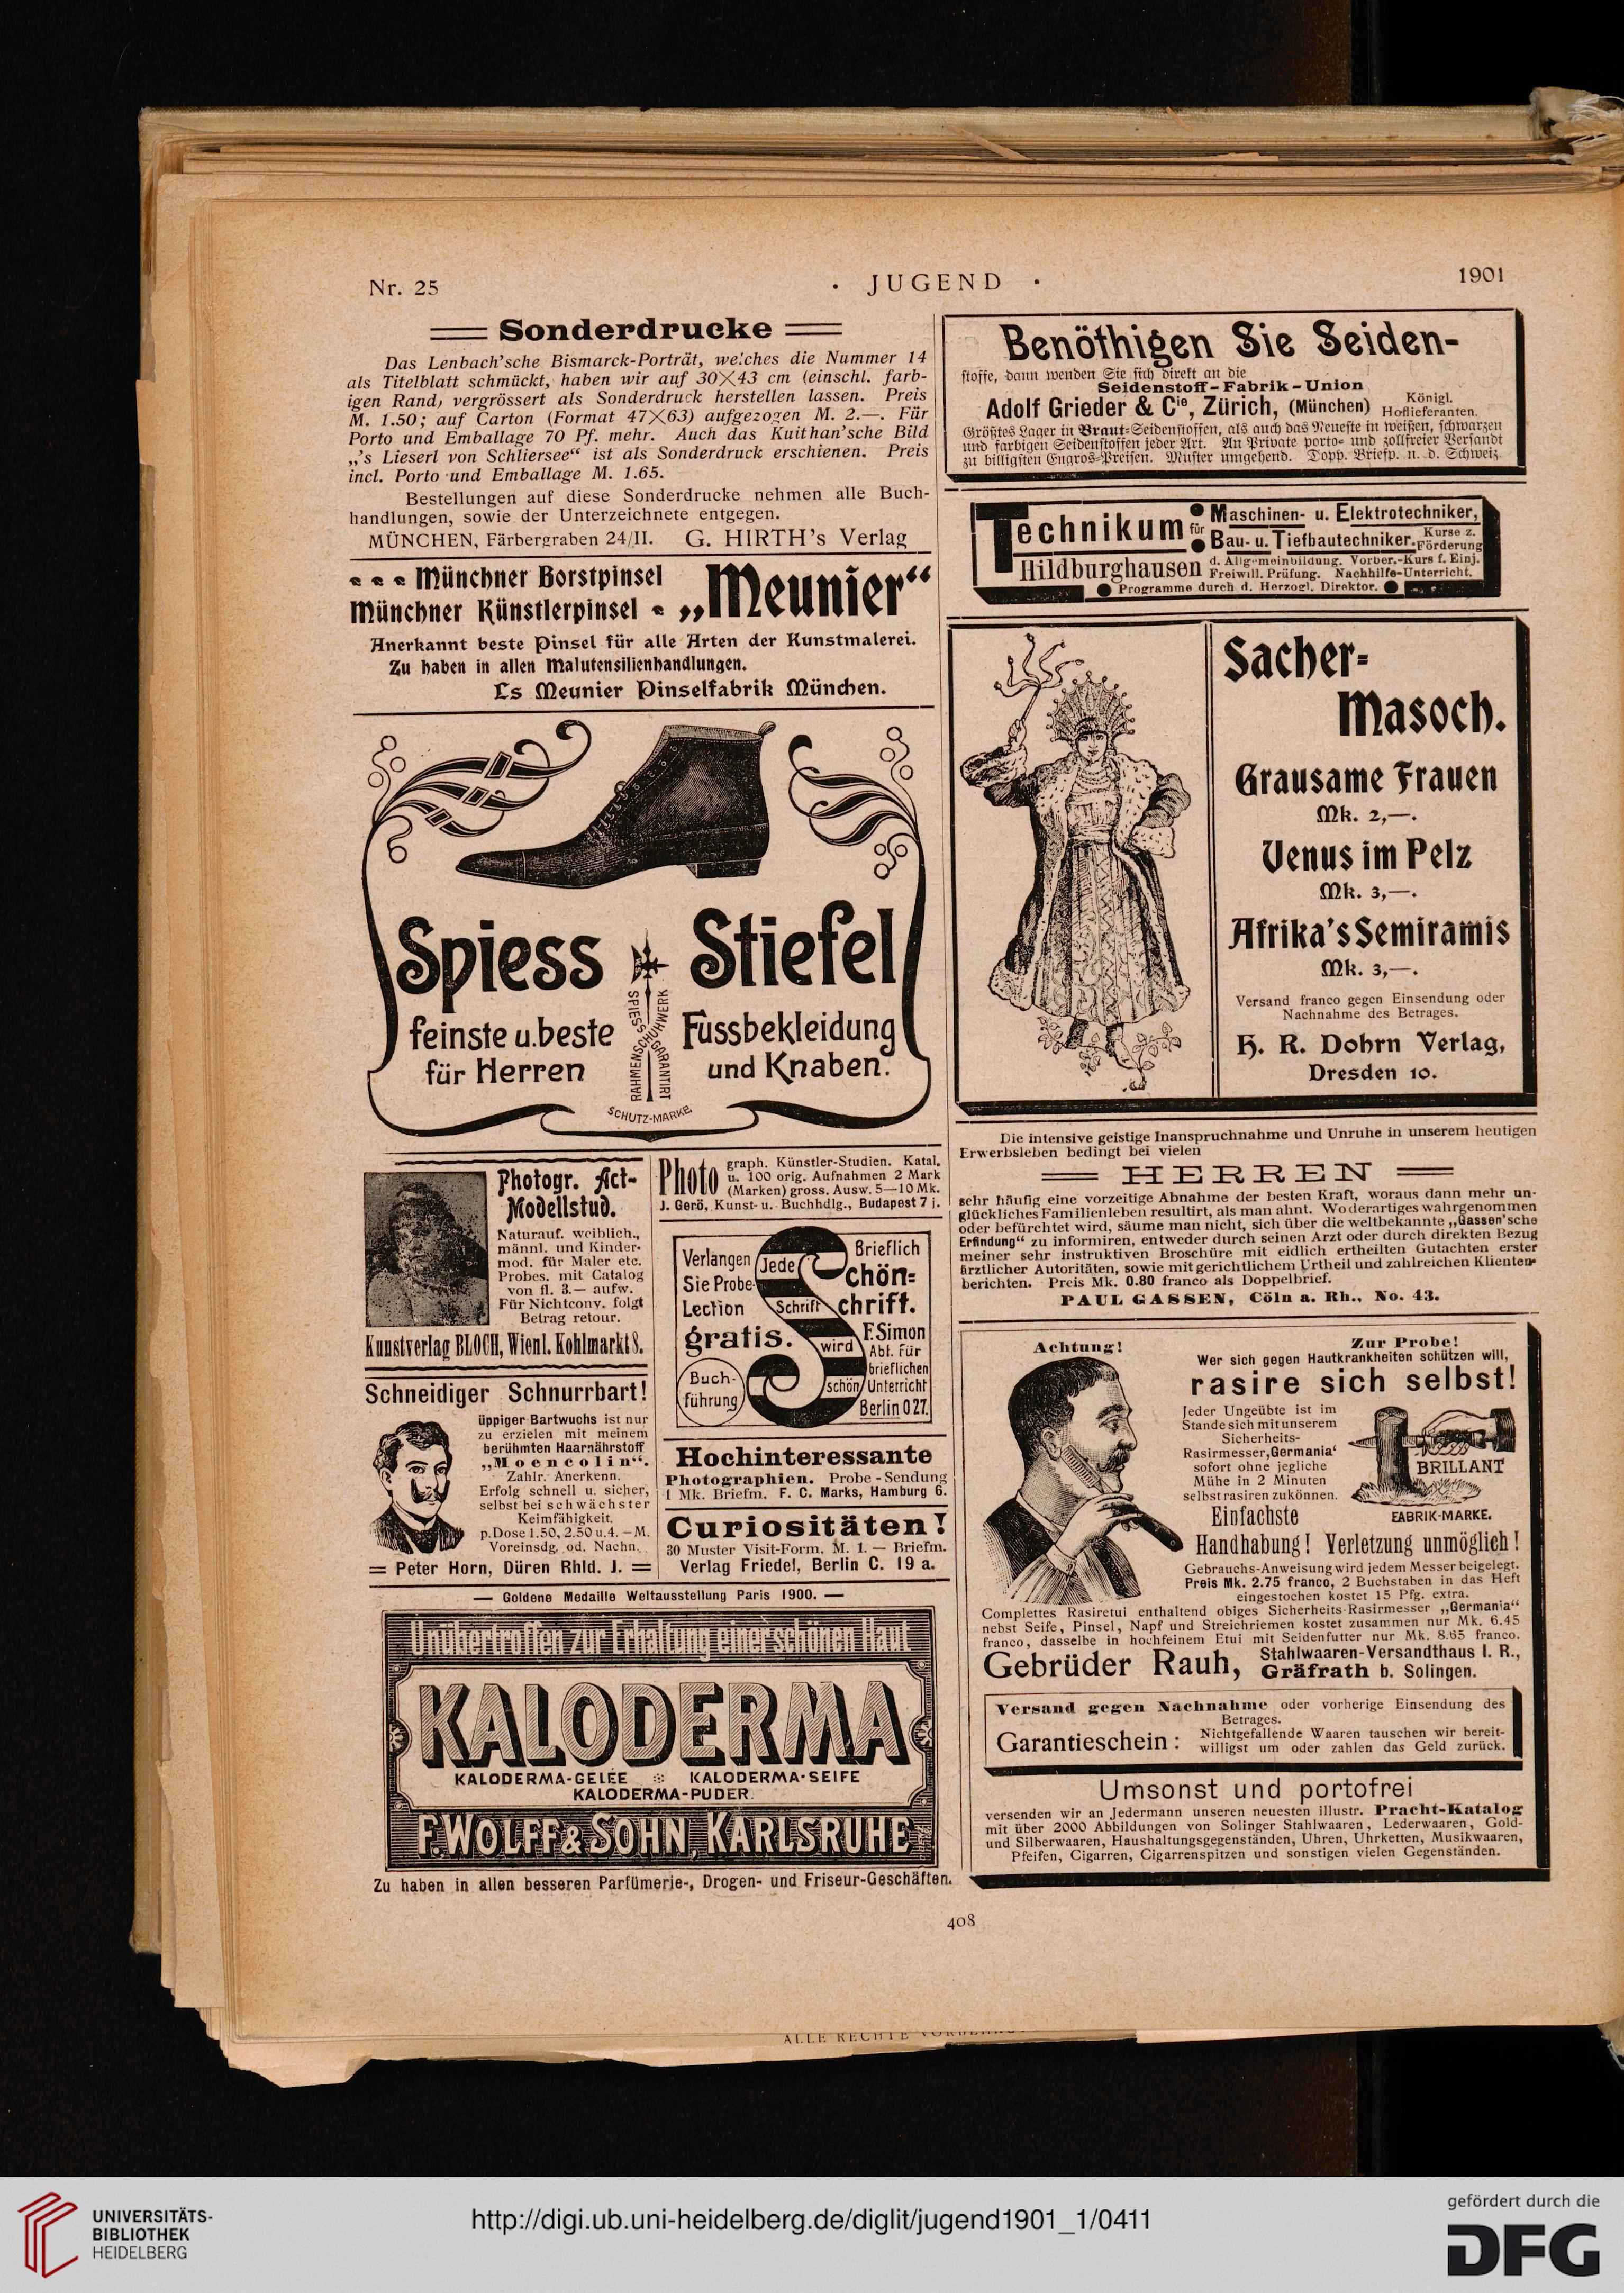 Nr. 25
· JUGEND ·
1901
Sonderdrucke
Das Lenbach'sche Bismarck-Porträt, welches die Nummer 14
als Titelblatt schmückt, haben wir auf 30×43 cm (einschl. farb-
igen Rand) vergrössert als Sonderdruck herstellen lassen. Preis
M. 1.50; auf Carton (Format 47×63) aufgezogen M. 2.—. Für
Porto und Emballage 70 Pf. mehr. Auch das Kuithan'sche Bild
„'s Lieserl von Schliersee“ ist als Sonderdruck erschienen. Preis
incl. Porto und Emballage M. 1.65.
Bestellungen auf diese Sonderdrucke nehmen alle Buch-
handlungen, sowie der Unterzeichnete entgegen.
MÜNCHEN, Färbergraben 24/II. G. HIRTH's Verlag
Münchner Borstpinsel
Münchner Künstlerpinsel „Meunier“
Anerkannt beste Pinsel für alle Arten der Kunstmalerei.
Zu haben in allen Malutensilienhandlungen.
Ls Meunier Pinselfabrik München.
Spiess Stiefel
feinste u. beste Fussbekleidung
für Herren und Knaben.
SPIESS SCHUHWERK
RAHMENSCHUHWERK GARANTIRT
SCHUTZ-MARKE
Photogr. Act-
Modellstud.
Naturauf. weiblich.,
männl. und Kinder-
mod. für Maler etc.
Probes. mit Catalog
von fl. 3.— aufw.
Für Nichtconv. folgt
Betrag retour.
Kunstverlag BLOCH, Wien I. Kohlmarkt 8.
Schneidiger Schnurrbart!
üppiger Bartwuchs ist nur
zu erzielen mit meinem
berühmten Haarnährstoff
„Moencolin“.
Zahlr. Anerkenn.
Erfolg schnell u. sicher,
selbst bei schwächster
Keimfähigkeit.
p. Dose 1.50, 2.50 u. 4.— M.
Voreinsdg. od. Nachn.
Peter Horn, Düren Rhld. J.
Photo graph. Künstler-Studien. Katal.
u. 100 orig. Aufnahmen 2 Mark
(Marken) gross. Ausw. 5—10 Mk.
J. Gerö, Kunst- u. Buchhdlg., Budapest 7 j.
Verlangen
Sie Probe-
Lection
gratis.
Buch-
führung
Jede
Schrift
wird
schön
Brieflich
Schön-
Schrift.
F. Simon
Abt. für
brieflichen
Unterricht
Berlin O 27.
Hochinteressante
Photographien. Probe-Sendung
1 Mk. Briefm. F. C. Marks, Hamburg 6.
Curiositäten!
30 Muster Visit-Form. M. 1. — Briefm.
Verlag Friedel, Berlin C. 19 a.
— Goldene Medaille Weltausstellung Paris 1900. —
Unübertroffen zur Erhaltung einer schönen Haut
KALODERMA
KALODERMA-GELÉE KALODERMA-SEIFE
KALODERMA-PUDER.
F. WOLFF & SOHN, KARLSRUHE
Zu haben in allen besseren Parfümerie-, Drogen- und Friseur-Geschäften.
Benöthigen Sie Seiden-
stoffe, dann wenden Sie sich direkt an die
Seidenstoff-Fabrik-Union
Adolf Grieder & Cie, Zürich, (München) Königl.
Hoflieferanten.
Größtes Lager in Braut-Seidenstoffen, als auch das Neueste in weißen, schwarzen
und farbigen Seidenstoffen jeder Art. An Private porto- und zollfreier Versandt
zu billigsten Engros-Preisen. Muster umgehend. Dopp. Briefp. n. d. Schweiz.
Technikum für Maschinen- u. Elektrotechniker,
Bau- u. Tiefbautechniker. Kurse z.
Förderung
Hildburghausen d. Allgemeinbildung. Vorber.-Kurs f. Einj.
Freiwill. Prüfung. Nachhilfe-Unterricht.
Programme durch d. Herzogl. Direktor.
Sacher-
Masoch.
Grausame Frauen
Mk. 2,—.
Venus im Pelz
Mk. 3,—.
Afrika's Semiramis
Mk. 3,—.
Versand franco gegen Einsendung oder
Nachnahme des Betrages.
H. R. Dohrn Verlag,
Dresden 10.
Die intensive geistige Inanspruchnahme und Unruhe in unserem heutigen
Erwerbsleben bedingt bei vielen
HERREN
sehr häufig eine vorzeitige Abnahme der besten Kraft, woraus dann mehr un-
glückliches Familienleben resultirt, als man ahnt. Wo derartiges wahrgenommen
oder befürchtet wird, säume man nicht, sich über die weltbekannte „Gassen'sche
Erfindung“ zu informiren, entweder durch seinen Arzt oder durch direkten Bezug
meiner sehr instruktiven Broschüre mit eidlich ertheilten Gutachten erster
ärztlicher Autoritäten, sowie mit gerichtlichem Urtheil und zahlreichen Klienten-
berichten. Preis Mk. 0.80 franco als Doppelbrief.
PAUL GASSEN, Cöln a. Rh., No. 43.
Achtung!
Zur Probe!
Wer sich gegen Hautkrankheiten schützen will,
rasire sich selbst!
Jeder Ungeübte ist im
Stande sich mit unserem
Sicherheits-
Rasirmesser ,Germania‘
sofort ohne jegliche
Mühe in 2 Minuten
selbst rasiren zu können.
BRILLANT
FABRIK-MARKE.
Einfachste
Handhabung! Verletzung unmöglich!
Gebrauchs-Anweisung wird jedem Messer beigelegt.
Preis Mk. 2.75 franco, 2 Buchstaben in das Heft
eingestochen kostet 15 Pfg. extra.
Complettes Rasiretui enthaltend obiges Sicherheits-Rasirmesser „Germania“
nebst Seife, Pinsel, Napf und Streichriemen kostet zusammen nur Mk. 6.45
franco, dasselbe in hochfeinem Etui mit Seidenfutter nur Mk. 8.65 franco.
Gebrüder Rauh, Stahlwaaren-Versandthaus I. R.,
Gräfrath b. Solingen.
Versand gegen Nachnahme oder vorherige Einsendung des
Betrages.
Garantieschein: Nichtgefallende Waaren tauschen wir bereit-
willigst um oder zahlen das Geld zurück.
Umsonst und portofrei
versenden wir an Jedermann unseren neuesten illustr. Pracht-Katalog
mit über 2000 Abbildungen von Solinger Stahlwaaren, Lederwaaren, Gold-
und Silberwaaren, Haushaltungsgegenständen, Uhren, Uhrketten, Musikwaaren,
Pfeifen, Cigarren, Cigarrenspitzen und sonstigen vielen Gegenständen.
408
ALLE RECHTE
UNIVERSITÄTS-
BIBLIOTHEK
HEIDELBERG
http://digi.ub.uni-heidelberg.de/diglit/jugend1901_1/0411
gefördert durch die
DFG